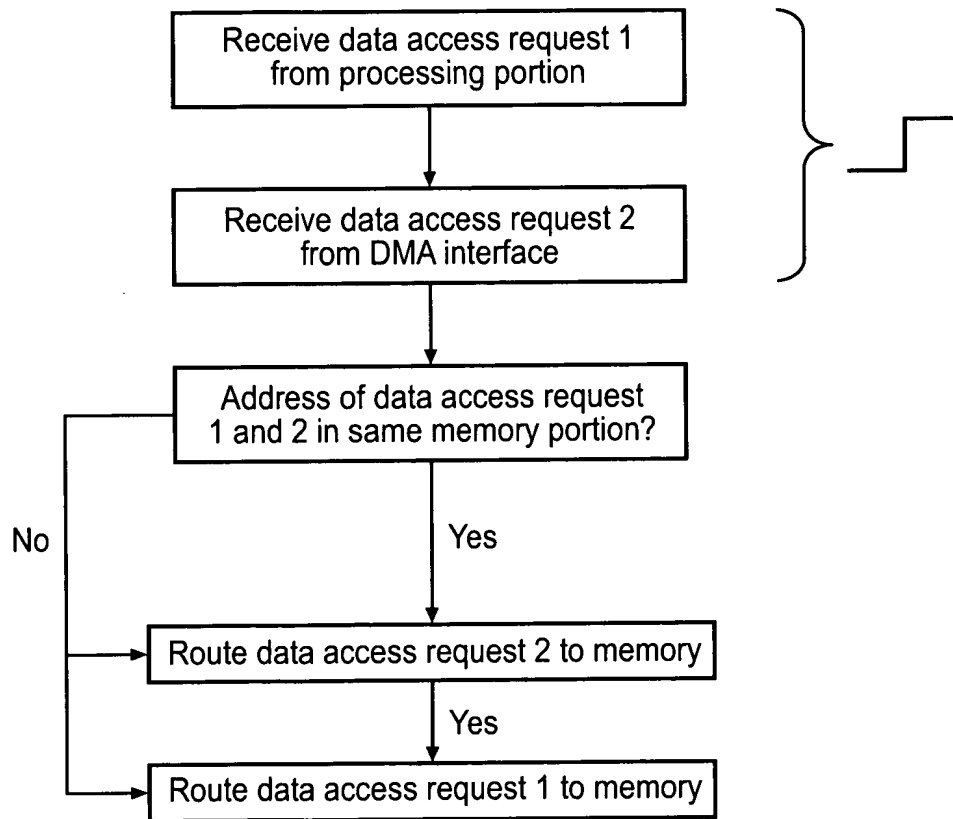 Receive data access request 1
from processing portion
Receive data access request 2
from DMA interface
Address of data access request
1 and 2 in same memory portion?
No
Yes
Route data access request 2 to memory
Yes
Route data access request 1 to memory